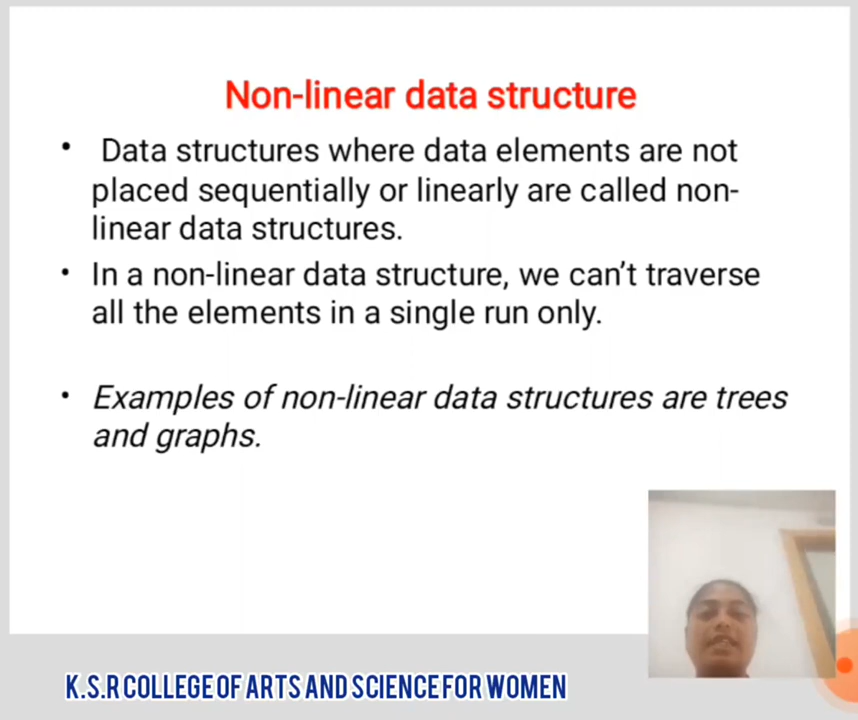 Non-linear data structure
• Data structures where data elements are not
placed sequentially or linearly are called non-
linear data structures.
• In a non-linear data structure, we can't traverse
all the elements in a single run only.
• Examples of non-linear data structures are trees
and graphs.
K.S.R COLLEGE OF ARTS AND SCIENCE FOR WOMEN